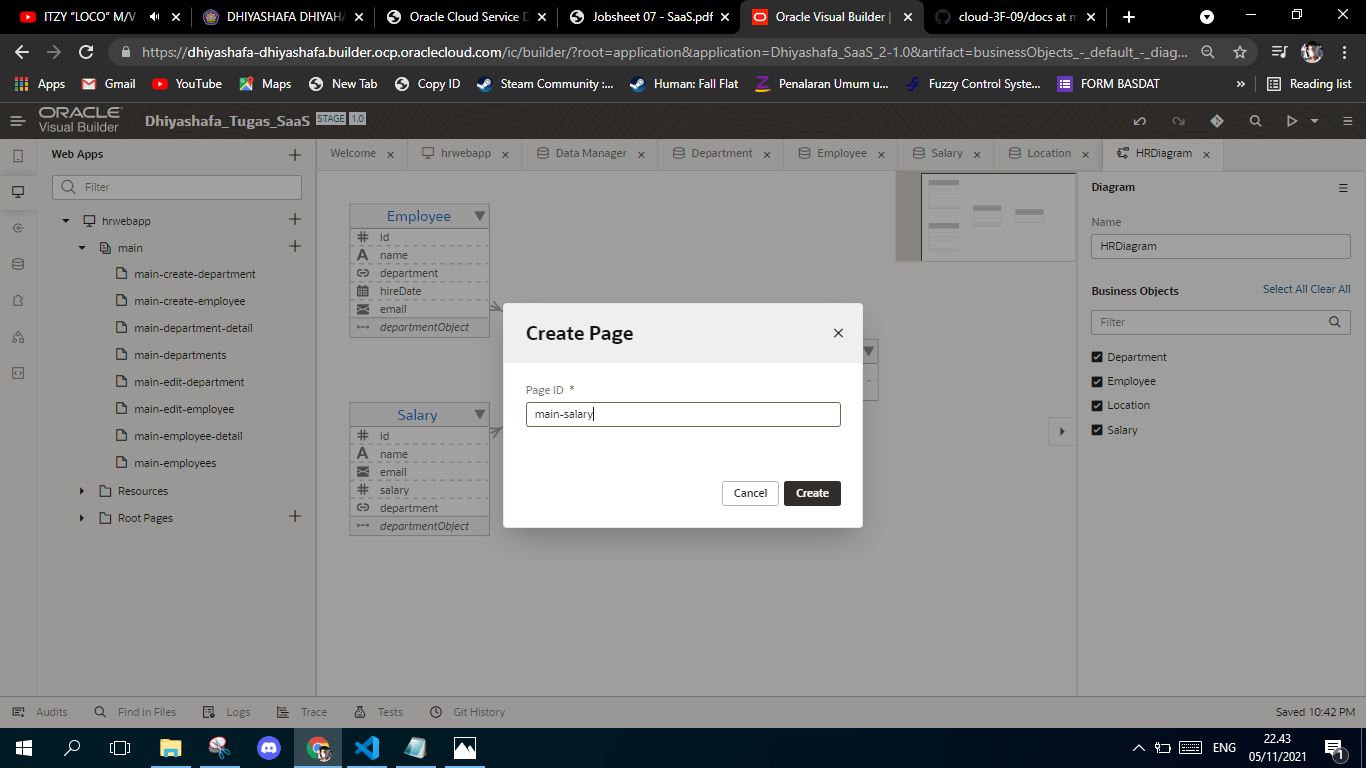 ITZY “LOCO” M/V
DHIYASHAFA DHIYAHA
Oracle Cloud Service D
Jobsheet 07 - SaaS.pdf
Oracle Visual Builder |
cloud-3F-09/docs at m
https://dhiyashafa-dhiyashafa.builder.ocp.oraclecloud.com/ic/builder/?root=application&application=Dhiyashafa_SaaS_2-1.0&artifact=businessObjects_-_default_-_diag...
Apps
Gmail
YouTube
Maps
New Tab
Copy ID
Steam Community :...
Human: Fall Flat
Penalaran Umum u...
Fuzzy Control Syste...
FORM BASDAT
»
Reading list
ORACLE
Visual Builder
Dhiyashafa_Tugas_SaaS
STAGE 1.0
Web Apps
Filter
hrwebapp
main
main-create-department
main-create-employee
main-department-detail
main-departments
main-edit-department
main-edit-employee
main-employee-detail
main-employees
Resources
Root Pages
Welcome
hrwebapp
Data Manager
Department
Employee
Salary
Location
HRDiagram
Employee
id
name
department
hireDate
email
departmentObject
Salary
id
name
email
salary
department
departmentObject
Create Page
Page ID *
main-salary
Cancel
Create
Diagram
Name
HRDiagram
Business Objects
Select All Clear All
Filter
Department
Employee
Location
Salary
Audits
Find in Files
Logs
Trace
Tests
Git History
Saved 10:42 PM
ENG
22.43
05/11/2021
1